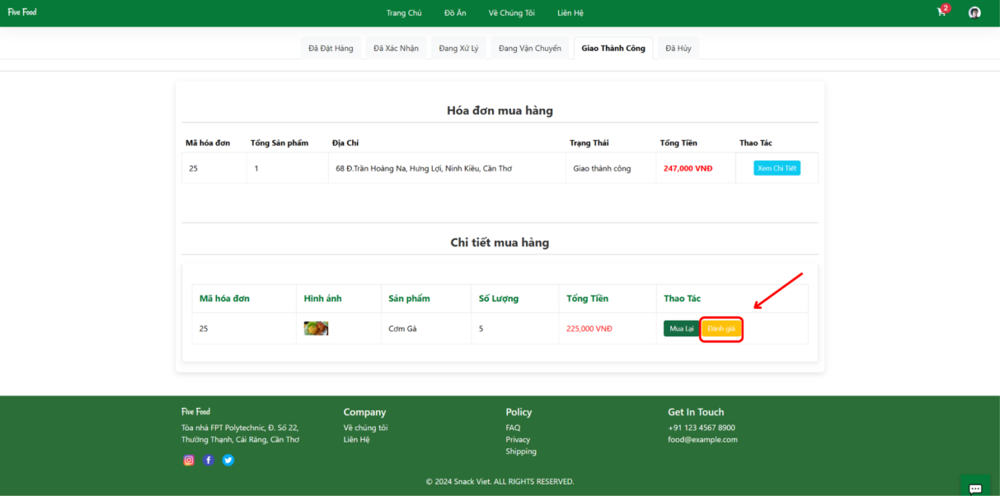 Five Food
Trang Chủ Đồ Ăn Về Chúng Tôi Liên Hệ
2
Đã Đặt Hàng Đã Xác Nhận Đang Xử Lý Đang Vận Chuyển Giao Thành Công Đã Hủy
Hóa đơn mua hàng
Mã hóa đơn Tổng Sản phẩm Địa Chỉ Trạng Thái Tổng Tiền Thao Tác
25 1 68 Đ.Trần Hoàng Na, Hưng Lợi, Ninh Kiều, Cần Thơ Giao thành công 247,000 VNĐ Xem Chi Tiết
Chi tiết mua hàng
Mã hóa đơn Hình ảnh Sản phẩm Số Lượng Tổng Tiền Thao Tác
25 Cơm Gà 5 225,000 VNĐ Mua Lại Đánh giá
Five Food Company Policy Get In Touch
Tòa nhà FPT Polytechnic, Đ. Số 22, Về chúng tôi FAQ +91 123 4567 8900
Thường Thạnh, Cái Răng, Cần Thơ Liên Hệ Privacy food@example.com
Shipping
© 2024 Snack Viet. ALL RIGHTS RESERVED.